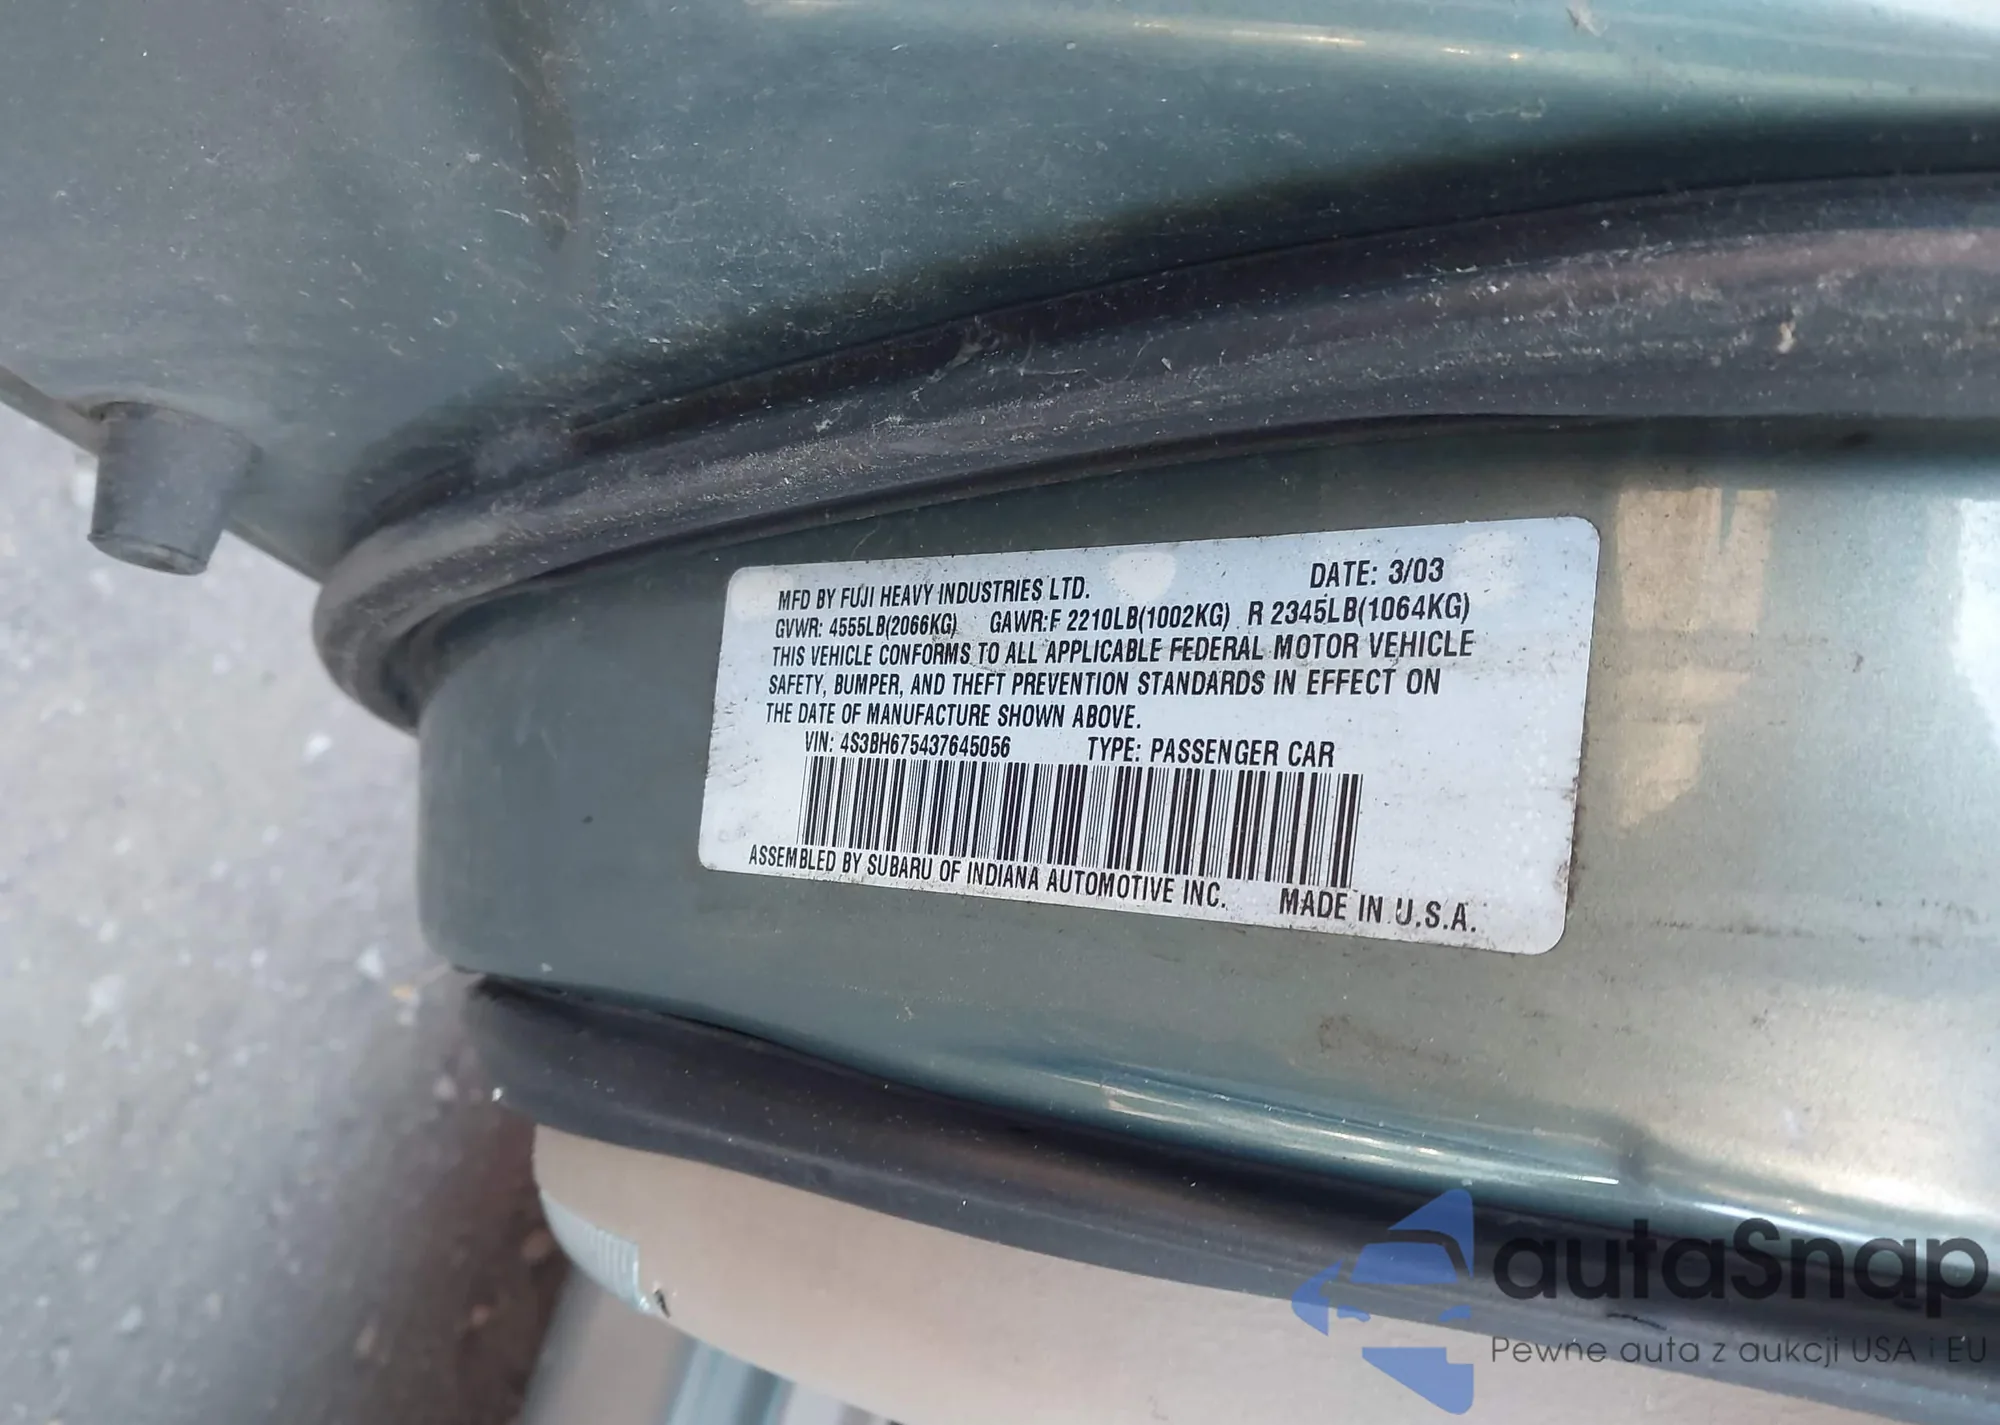 MFD BY FUJI HEAVY INDUSTRIES LTD. DATE: 3/03
GVWR: 4555LB(2066KG) GAWR:F 2210LB(1002KG) R 2345LB(1064KG)
THIS VEHICLE CONFORMS TO ALL APPLICABLE FEDERAL MOTOR VEHICLE
SAFETY, BUMPER, AND THEFT PREVENTION STANDARDS IN EFFECT ON
THE DATE OF MANUFACTURE SHOWN ABOVE.
VIN: 4S3BH675437645056 TYPE: PASSENGER CAR
ASSEMBLED BY SUBARU OF INDIANA AUTOMOTIVE INC. MADE IN U.S.A.
autaSnap
Pewne auta z aukcji USA i EU